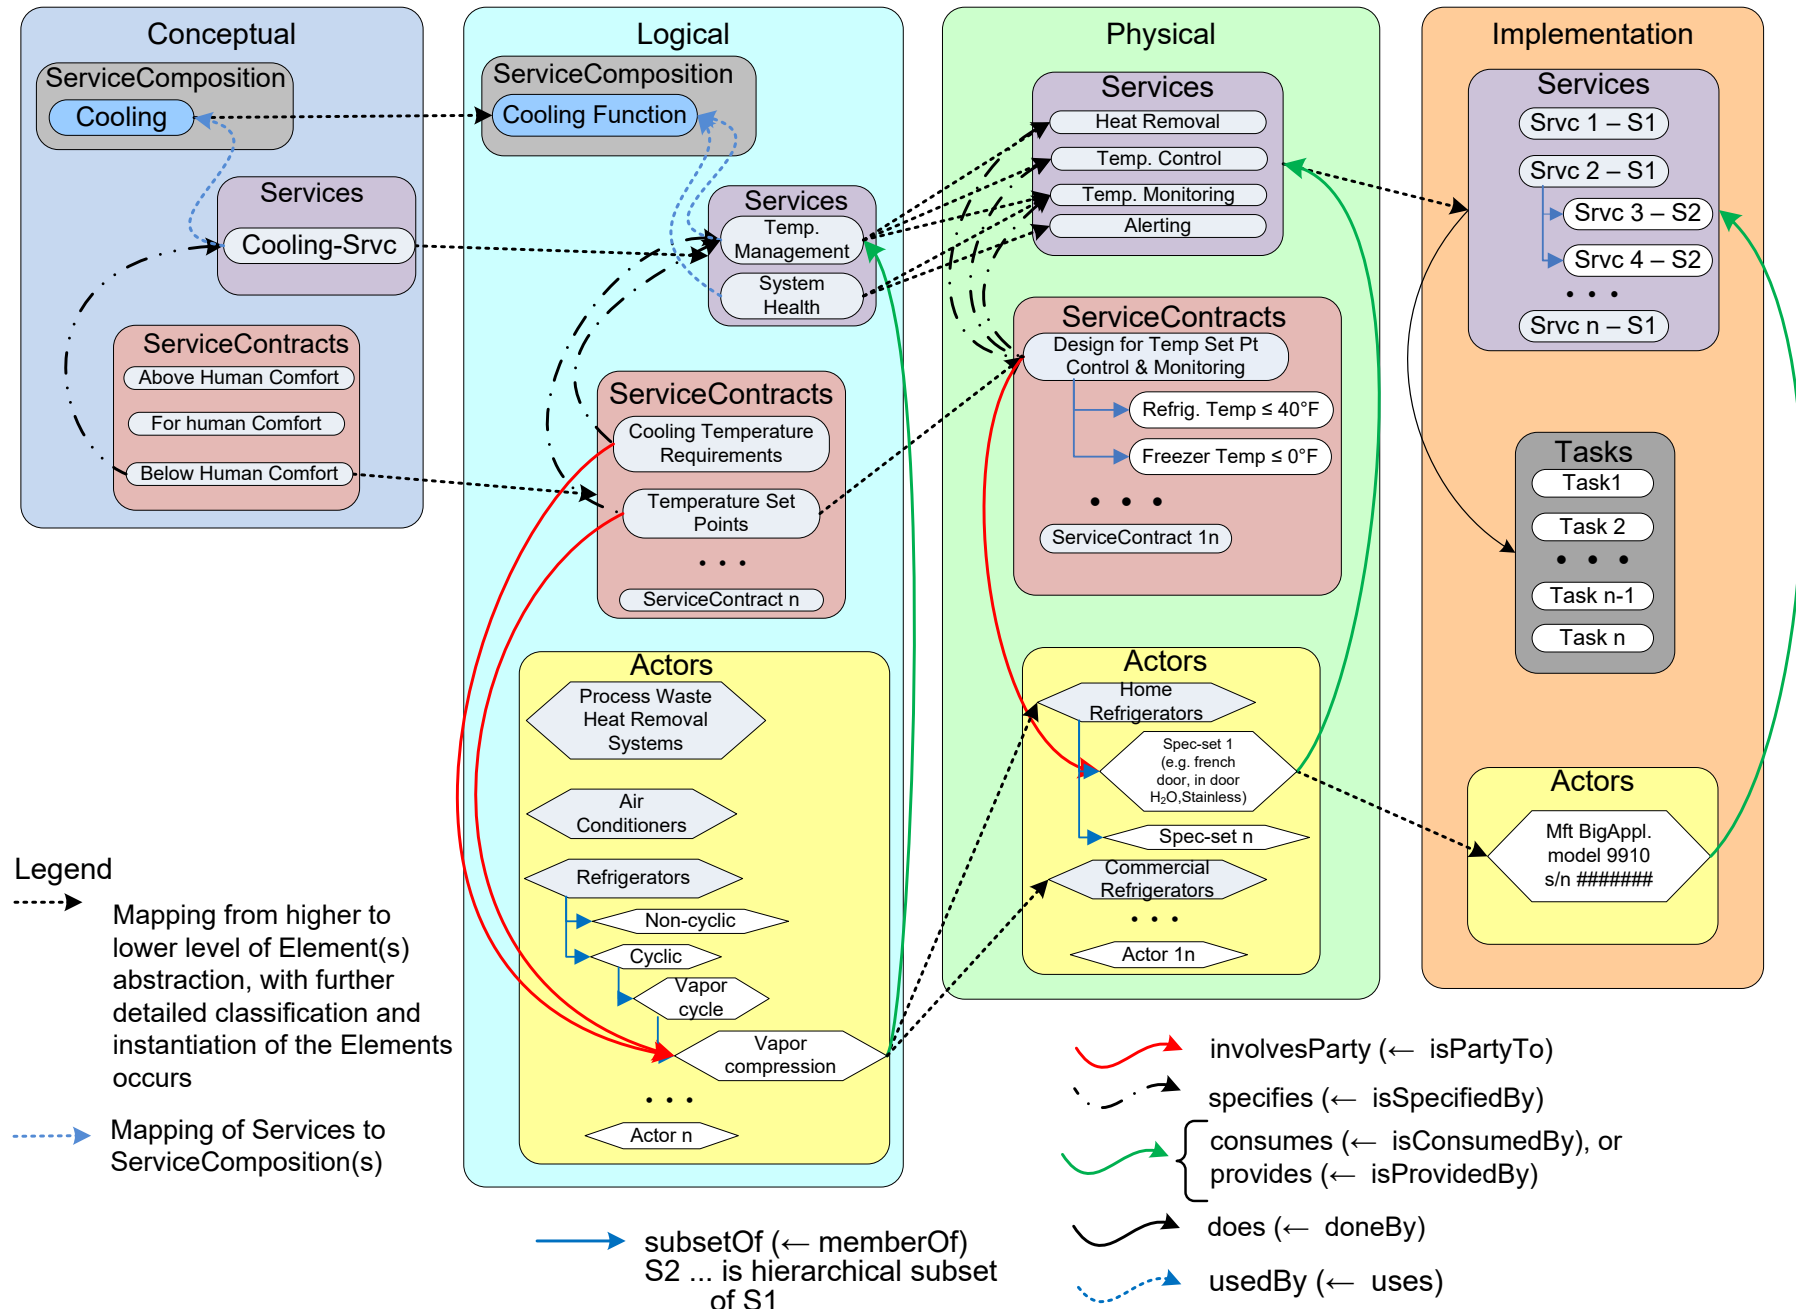 Conceptual
ServiceComposition
Cooling
Services
Cooling-Srvc
ServiceContracts
Above Human Comfort
For human Comfort
Below Human Comfort
Logical
ServiceComposition
Cooling Function
Services
Temp.
Management
System
Health
ServiceContracts
Cooling Temperature
Requirements
Temperature Set
Points
• • •
ServiceContract n
Actors
Process Waste
Heat Removal
Systems
Air
Conditioners
Refrigerators
Non-cyclic
Cyclic
Vapor
cycle
Vapor
compression
• • •
Actor n
Physical
Services
Heat Removal
Temp. Control
Temp. Monitoring
Alerting
ServiceContracts
Design for Temp Set Pt
Control & Monitoring
Refrig. Temp ≤ 40°F
Freezer Temp ≤ 0°F
• • •
ServiceContract 1n
Actors
Home
Refrigerators
Spec-set 1
(e.g. french
door, in door
H₂O,Stainless)
Spec-set n
Commercial
Refrigerators
• • •
Actor 1n
Implementation
Services
Srvc 1 – S1
Srvc 2 – S1
Srvc 3 – S2
Srvc 4 – S2
• • •
Srvc n – S1
Tasks
Task1
Task 2
• • •
Task n-1
Task n
Actors
Mft BigAppl.
model 9910
s/n #######
Legend
Mapping from higher to
lower level of Element(s)
abstraction, with further
detailed classification and
instantiation of the Elements
occurs
Mapping of Services to
ServiceComposition(s)
subsetOf (← memberOf)
S2 ... is hierarchical subset
of S1
involvesParty (← isPartyTo)
specifies (← isSpecifiedBy)
consumes (← isConsumedBy), or
provides (← isProvidedBy)
does (← doneBy)
usedBy (← uses)